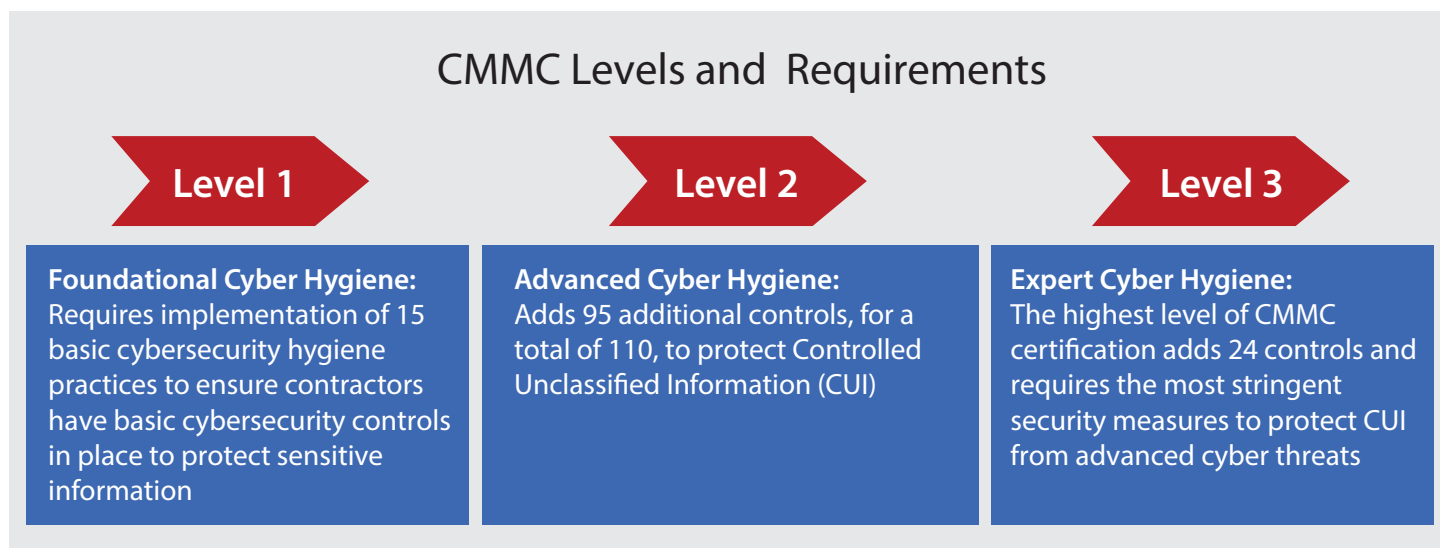 CMMC Levels and Requirements
Level 1
Level 2
Level 3
Foundational Cyber Hygiene:
Requires implementation of 15
basic cybersecurity hygiene
practices to ensure contractors
have basic cybersecurity controls
in place to protect sensitive
information
Advanced Cyber Hygiene:
Adds 95 additional controls, for a
total of 110, to protect Controlled
Unclassified Information (CUI)
Expert Cyber Hygiene:
The highest level of CMMC
certification adds 24 controls and
requires the most stringent
security measures to protect CUI
from advanced cyber threats